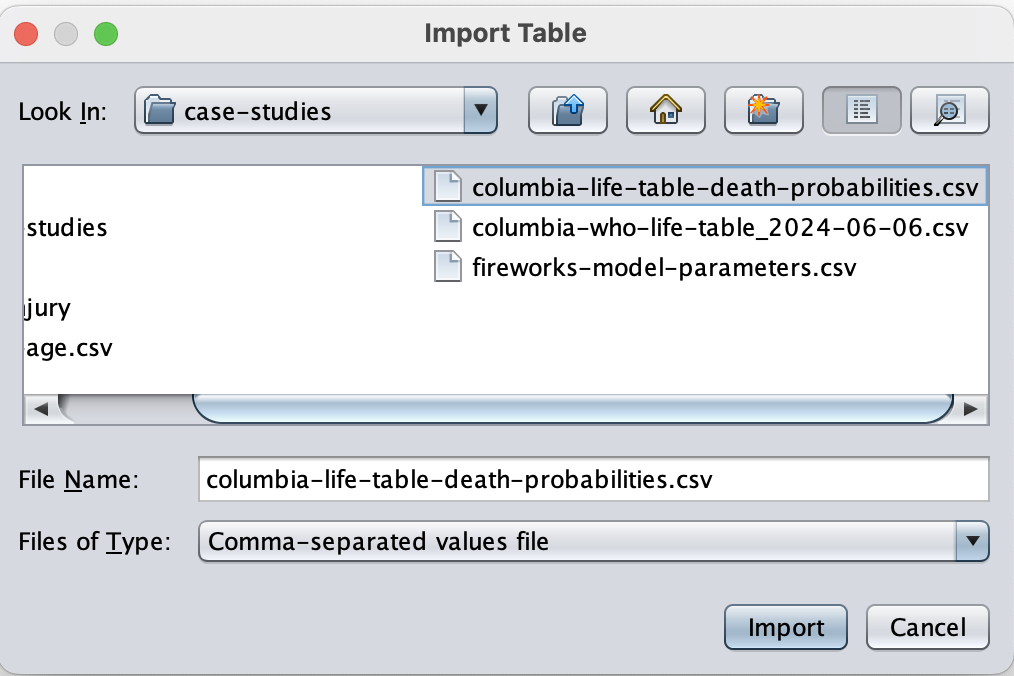 Import Table
Look In: case-studies
columbia-life-table-death-probabilities.csv
-studies columbia-who-life-table_2024-06-06.csv
fireworks-model-parameters.csv
jury
age.csv
File Name: columbia-life-table-death-probabilities.csv
Files of Type: Comma-separated values file
Import Cancel